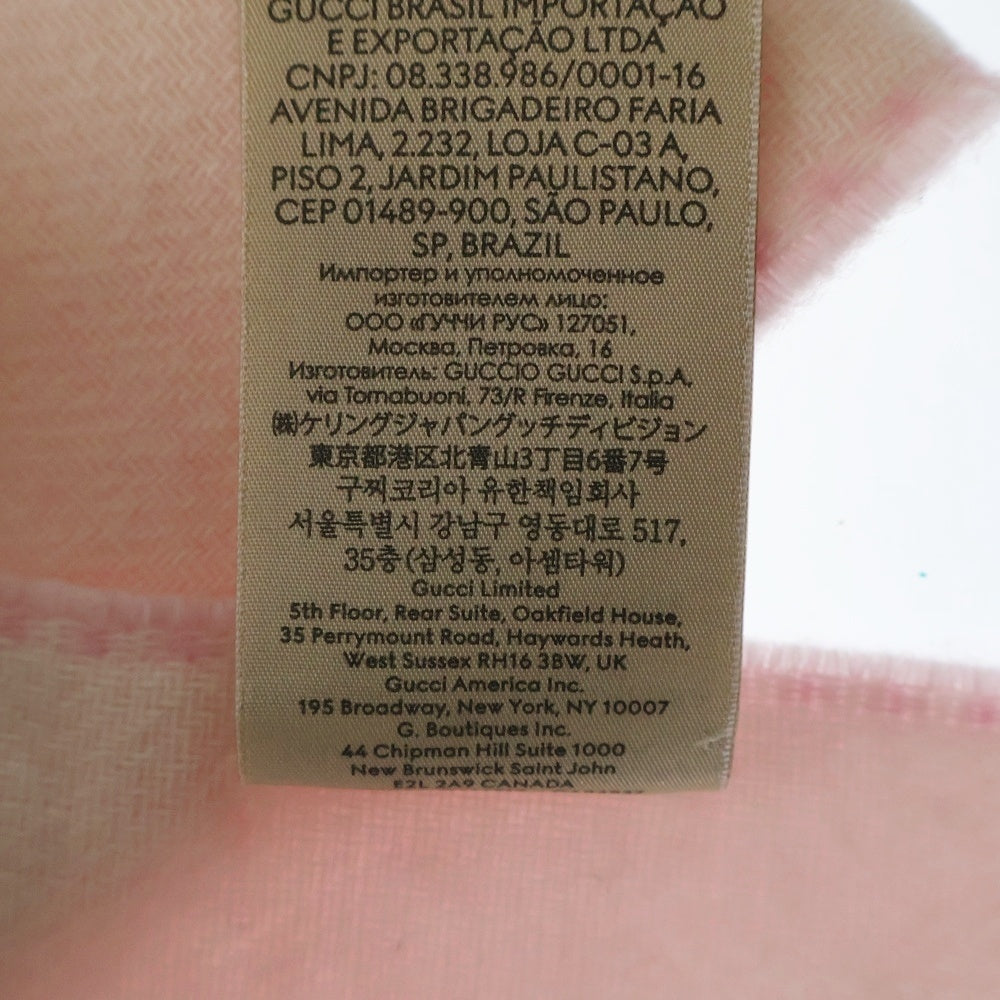 GUCCI BRASIL IMPORTAÇÃO
E EXPORTAÇÃO LTDA
CNPJ: 08.338.986/0001-16
AVENIDA BRIGADEIRO FARIA
LIMA, 2.232, LOJA C-03 A,
PISO 2, JARDIM PAULISTANO,
CEP 01489-900, SÃO PAULO,
SP, BRAZIL
Импортер и уполномоченное
изготовителем лицо:
ООО «ГУЧЧИ РУС» 127051,
Москва, Петровка, 16
Изготовитель: GUCCIO GUCCI S.p.A.
via Tornabuoni, 73/R Firenze, Italia
㈱ケリングジャパングッチディビジョン
東京都港区北青山3丁目6番7号
구찌코리아 유한책임회사
서울특별시 강남구 영동대로 517,
35층(삼성동, 아셈타워)
Gucci Limited
5th Floor, Rear Suite, Oakfield House,
35 Perrymount Road, Haywards Heath,
West Sussex RH16 3BW, UK
Gucci America Inc.
195 Broadway, New York, NY 10007
G. Boutiques Inc.
44 Chipman Hill Suite 1000
New Brunswick Saint John
E2L 2A9 CANADA